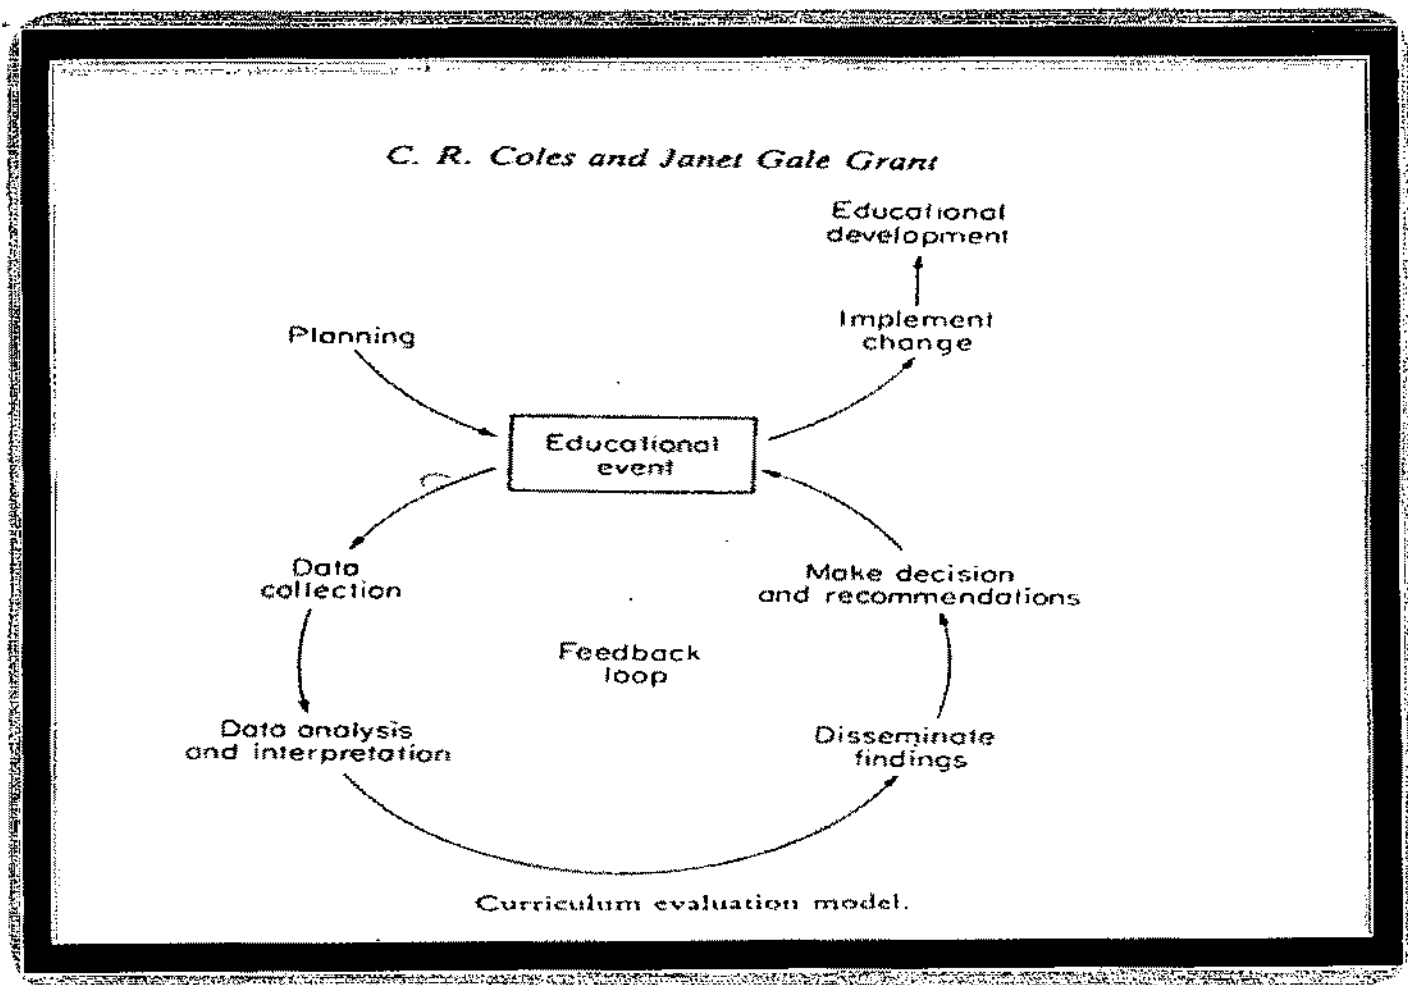 C. R. Coles and Janet Gale Grant
Educational
development
Implement
change
Planning
Educational
event
Data
collection
Make decision
and recommendations
Feedback
loop
Data analysis
and interpretation
Disseminate
findings
Curriculum evaluation model.